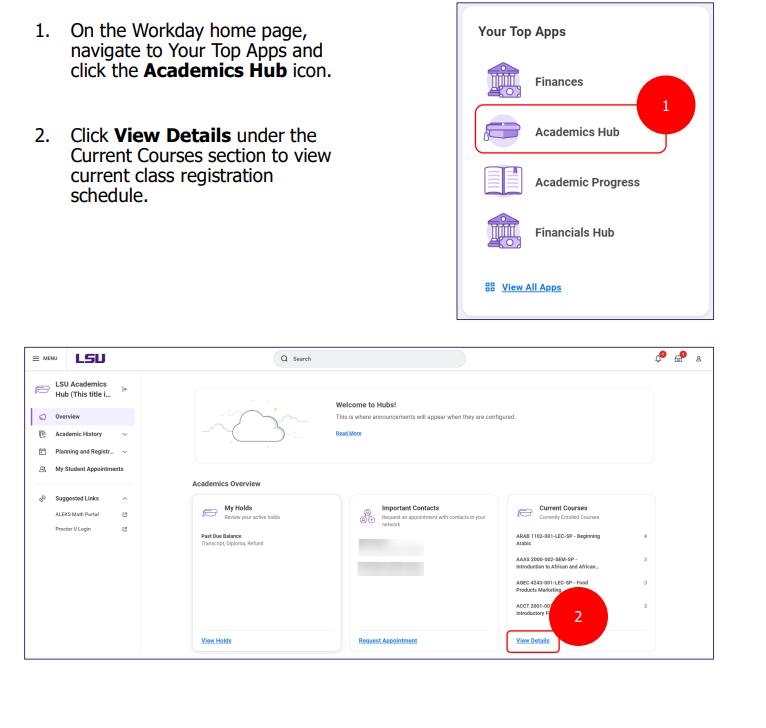 1. On the Workday home page,
navigate to Your Top Apps and
click the Academics Hub icon.
2. Click View Details under the
Current Courses section to view
current class registration
schedule.
Your Top Apps
Finances
1
Academics Hub
Academic Progress
Financials Hub
View All Apps
MENU
LSU
Search
LSU Academics
Hub (This title i...
Overview
Academic History
Planning and Registr...
My Student Appointments
Suggested Links
ALEKS Math Portal
Proctor U Login
Welcome to Hubs!
This is where announcements will appear when they are configured.
Read More
Academics Overview
My Holds
Review your active holds
Past Due Balance
Transcript, Diploma, Refund
View Holds
Important Contacts
Request an appointment with contacts in your
network
Request Appointment
Current Courses
Currently Enrolled Courses
ARAB 1102-001-LEC-SP - Beginning 4
Arabic
AAAS 2000-002-SEM-SP - 3
Introduction to African and African...
AGEC 4243-001-LEC-SP - Food 3
Products Marketing
ACCT 2001-00 3
Introductory
2
View Details